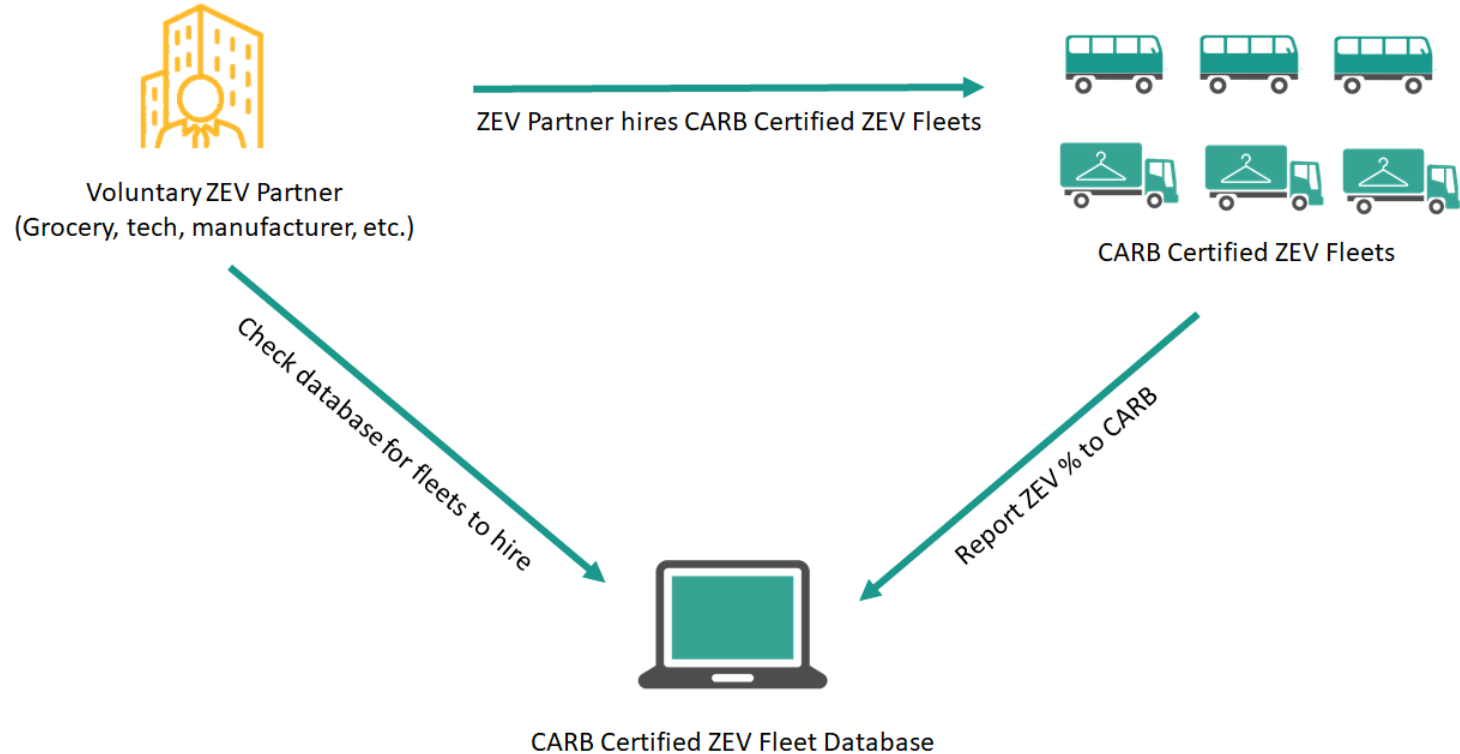 ZEV Partner hires CARB Certified ZEV Fleets
Voluntary ZEV Partner
(Grocery, tech, manufacturer, etc.)
CARB Certified ZEV Fleets
Check database for fleets to hire
Report ZEV % to CARB
CARB Certified ZEV Fleet Database